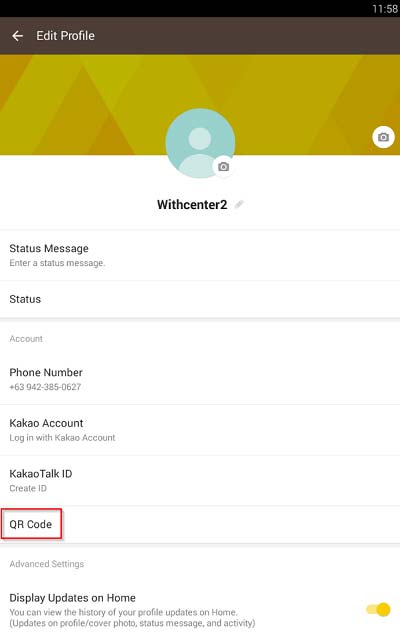 11:58
Edit Profile
Withcenter2
Status Message
Enter a status message.
Status
Account
Phone Number
+63 942-385-0627
Kakao Account
Log in with Kakao Account
KakaoTalk ID
Create ID
QR Code
Advanced Settings
Display Updates on Home
You can view the history of your profile updates on Home.
(Updates on profile/cover photo, status message, and activity)